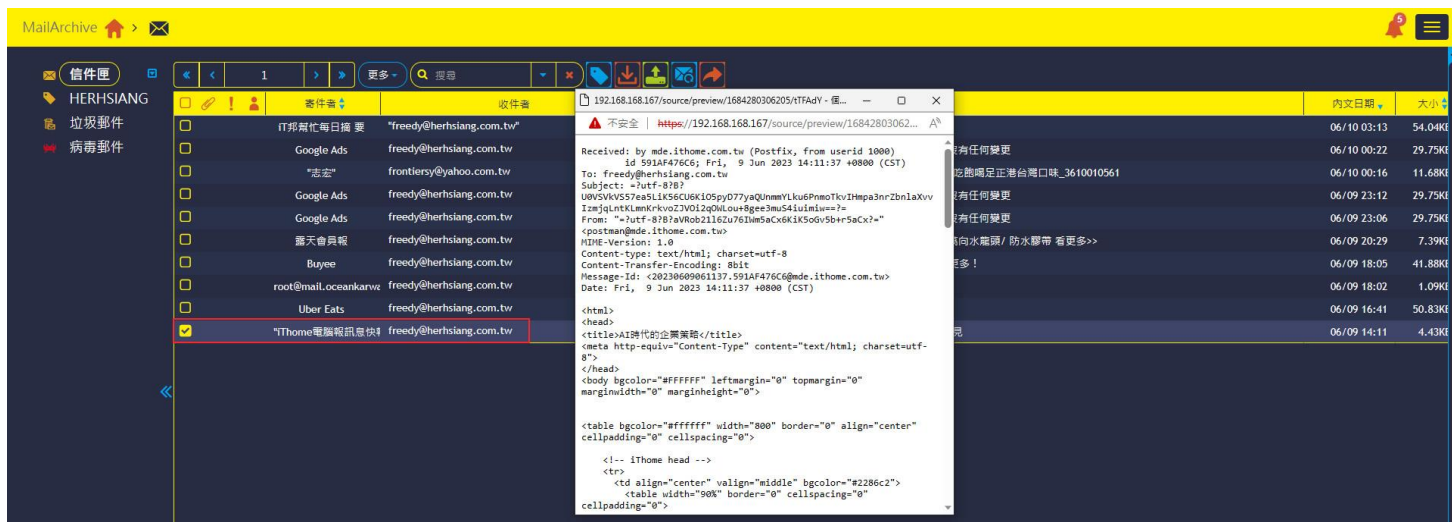 MailArchive
5
信件匣
HERHSIANG
垃圾郵件
病毒郵件
1
更多
搜尋
寄件者 收件者 內文日期 大小
iT邦幫忙每日摘 要 "freedy@herhsiang.com.tw" 06/10 03:13 54.04KE
Google Ads freedy@herhsiang.com.tw 沒有任何變更 06/10 00:22 29.75KE
"志宏" frontiersy@yahoo.com.tw 吃飽喝足正港台灣口味_3610010561 06/10 00:16 11.68KE
Google Ads freedy@herhsiang.com.tw 沒有任何變更 06/09 23:12 29.75KE
Google Ads freedy@herhsiang.com.tw 沒有任何變更 06/09 23:06 29.75KE
露天會員報 freedy@herhsiang.com.tw 向水龍頭/ 防水膠帶 看更多>> 06/09 20:29 7.39KE
Buyee freedy@herhsiang.com.tw 更多！ 06/09 18:05 41.88KE
root@mail.oceankarwa freedy@herhsiang.com.tw 06/09 18:02 1.09KE
Uber Eats freedy@herhsiang.com.tw 06/09 16:41 50.83KE
"iThome電腦報訊息快 freedy@herhsiang.com.tw 見 06/09 14:11 4.43KE
192.168.168.167/source/preview/1684280306205/tTFAdY - 個...
不安全 | https://192.168.168.167/source/preview/16842803062...
Received: by mde.ithome.com.tw (Postfix, from userid 1000)
id 591AF476C6; Fri, 9 Jun 2023 14:11:37 +0800 (CST)
To: freedy@herhsiang.com.tw
Subject: =?utf-8?B?
From: "=?utf-8?B?aVRob21lIOmbu+iFpuWgseioiuaBr+W/q+mBnQ==?="
<postman@mde.ithome.com.tw>
MIME-Version: 1.0
Content-type: text/html; charset=utf-8
Content-Transfer-Encoding: 8bit
Message-Id: <20230609061137.591AF476C6@mde.ithome.com.tw>
Date: Fri, 9 Jun 2023 14:11:37 +0800 (CST)
<html>
<head>
<title>AI時代的企業策略</title>
<meta http-equiv="Content-Type" content="text/html; charset=utf-
8">
</head>
<body bgcolor="#FFFFFF" leftmargin="0" topmargin="0"
marginwidth="0" marginheight="0">
<table bgcolor="#ffffff" width="800" border="0" align="center"
cellpadding="0" cellspacing="0">
<!-- iThome head -->
<tr>
<td align="center" valign="middle" bgcolor="#2286c2">
<table width="90%" border="0" cellspacing="0"
cellpadding="0">